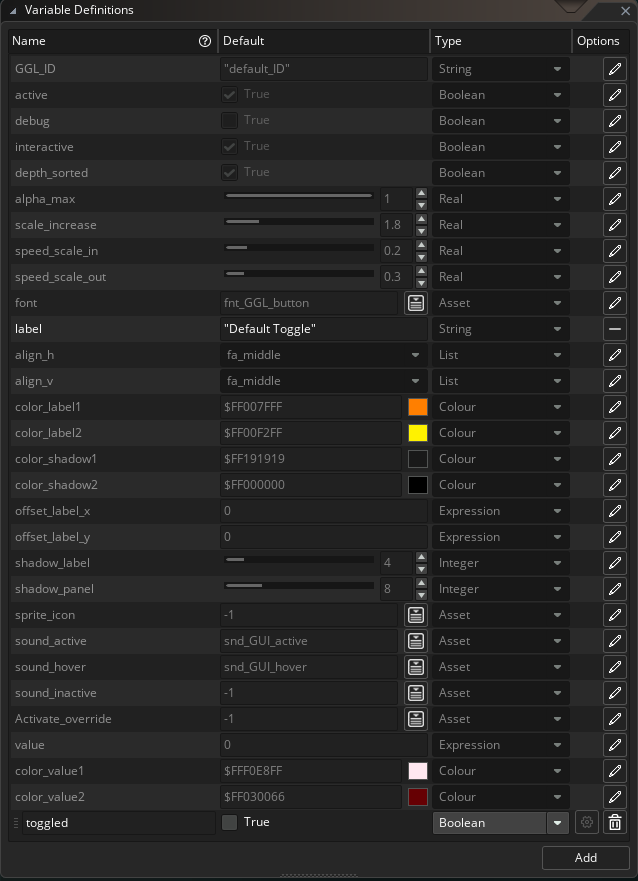 Variable Definitions
Name Default Type Options
GGL_ID "default_ID" String
active True Boolean
debug True Boolean
interactive True Boolean
depth_sorted True Boolean
alpha_max 1 Real
scale_increase 1.8 Real
speed_scale_in 0.2 Real
speed_scale_out 0.3 Real
font fnt_GGL_button Asset
label "Default Toggle" String
align_h fa_middle List
align_v fa_middle List
color_label1 $FF007FFF Colour
color_label2 $FF00F2FF Colour
color_shadow1 $FF191919 Colour
color_shadow2 $FF000000 Colour
offset_label_x 0 Expression
offset_label_y 0 Expression
shadow_label 4 Integer
shadow_panel 8 Integer
sprite_icon -1 Asset
sound_active snd_GUI_active Asset
sound_hover snd_GUI_hover Asset
sound_inactive -1 Asset
Activate_override -1 Asset
value 0 Expression
color_value1 $FFF0E8FF Colour
color_value2 $FF030066 Colour
toggled True Boolean
Add